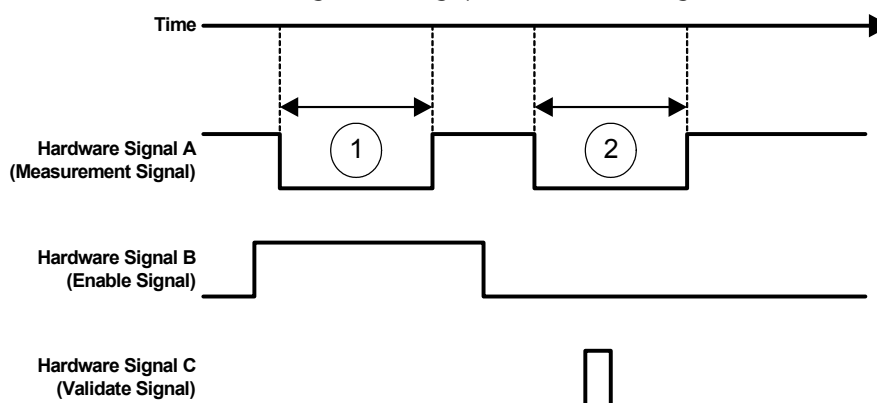 Time
1
2
Hardware Signal A
(Measurement Signal)
Hardware Signal B
(Enable Signal)
Hardware Signal C
(Validate Signal)